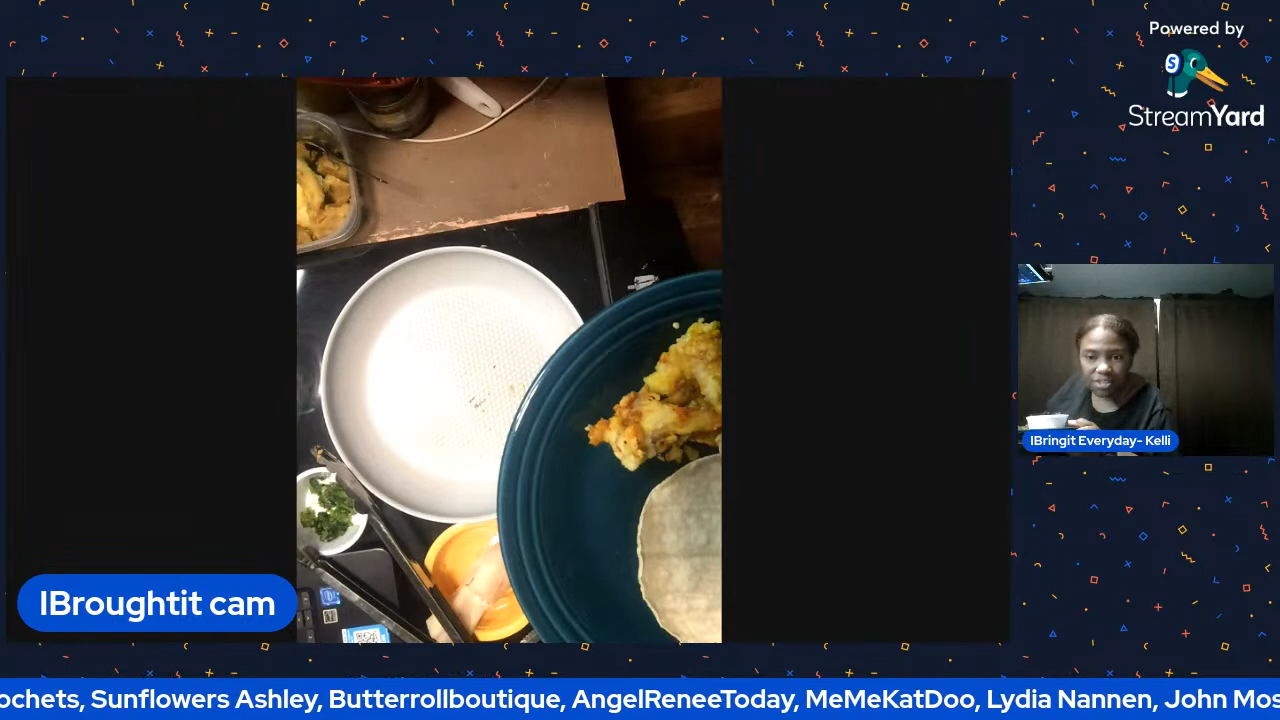 Powered by
StreamYard
IBringit Everyday- Kelli
IBroughtit cam
ochets, Sunflowers Ashley, Butterrollboutique, AngelReneeToday, MeMeKatDoo, Lydia Nannen, John Mos